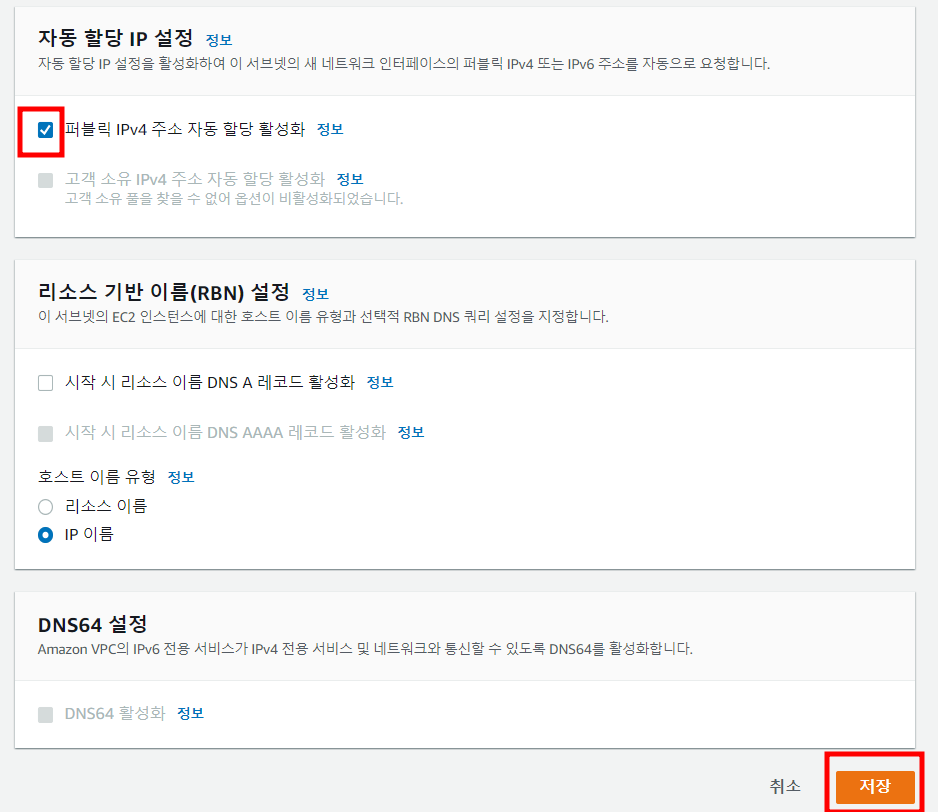 자동 할당 IP 설정 정보
자동 할당 IP 설정을 활성화하여 이 서브넷의 새 네트워크 인터페이스의 퍼블릭 IPv4 또는 IPv6 주소를 자동으로 요청합니다.
퍼블릭 IPv4 주소 자동 할당 활성화 정보
고객 소유 IPv4 주소 자동 할당 활성화 정보
고객 소유 풀을 찾을 수 없어 옵션이 비활성화되었습니다.
리소스 기반 이름(RBN) 설정 정보
이 서브넷의 EC2 인스턴스에 대한 호스트 이름 유형과 선택적 RBN DNS 쿼리 설정을 지정합니다.
시작 시 리소스 이름 DNS A 레코드 활성화 정보
시작 시 리소스 이름 DNS AAAA 레코드 활성화 정보
호스트 이름 유형 정보
리소스 이름
IP 이름
DNS64 설정
Amazon VPC의 IPv6 전용 서비스가 IPv4 전용 서비스 및 네트워크와 통신할 수 있도록 DNS64를 활성화합니다.
DNS64 활성화 정보
취소 저장